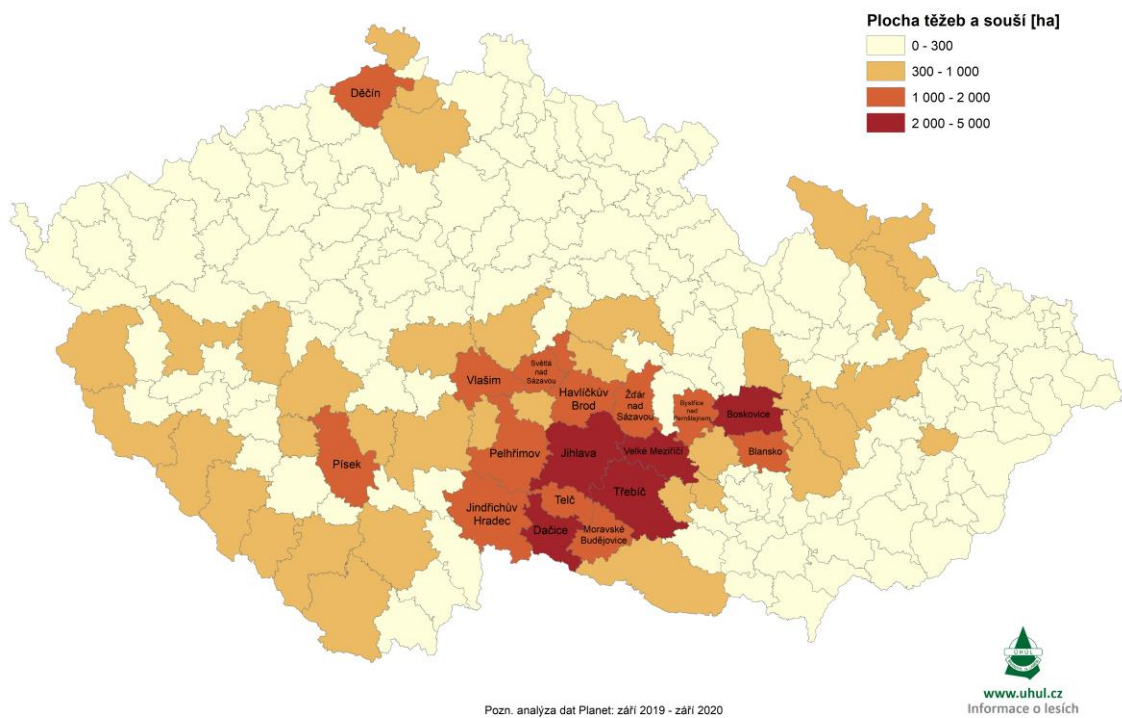 Plocha těžeb a souší [ha]
0 - 300
300 - 1 000
1 000 - 2 000
2 000 - 5 000
Děčín
Světlá
nad
Sázavou
Vlašim
Havlíčkův
Brod
Žďár
nad
Sázavou
Bystřice
nad
Pernštejnem
Boskovice
Blansko
Písek
Pelhřimov
Jihlava
Velké Meziříčí
Třebíč
Telč
Jindřichův
Hradec
Dačice
Moravské
Budějovice
ÚHÚL
www.uhul.cz
Informace o lesích
Pozn. analýza dat Planet: září 2019 - září 2020